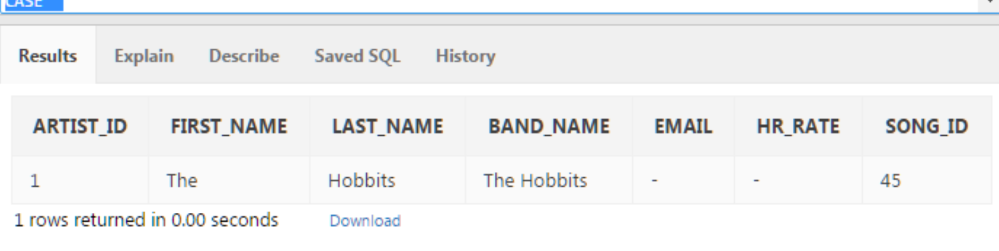 CASE
Results Explain Describe Saved SQL History
ARTIST_ID FIRST_NAME LAST_NAME BAND_NAME EMAIL HR_RATE SONG_ID
1 The Hobbits The Hobbits - - 45
1 rows returned in 0.00 seconds Download